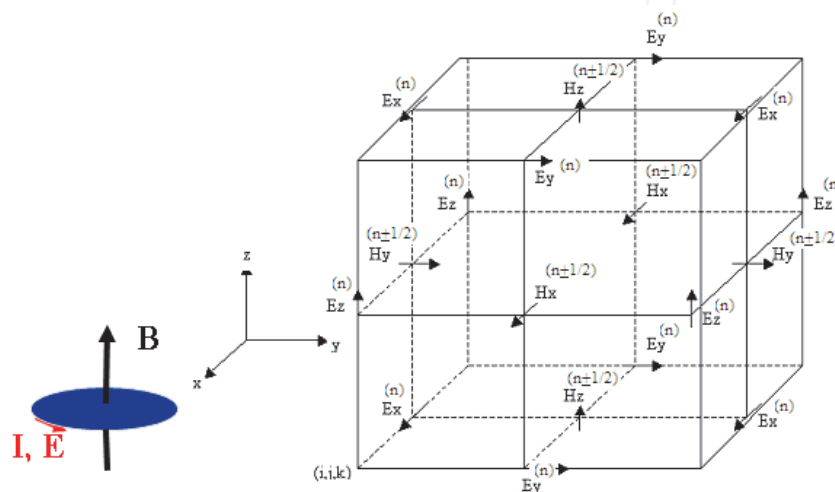 (n)
Ey
(n±1/2)
Hz
(n)
Ex
(n)
Ex
(n)
Ey
(n)
Ez
(n±1/2)
Hx
(n)
Ez
(n±1/2)
Hy
(n±1/2)
Hy
(n±1/2)
Hx
(n)
Ez
(n)
Ez
z
y
x
B
I, E
(n)
Ey
(n±1/2)
Hz
(n)
Ex
(n)
Ex
(i,j,k)
(n)
Ey